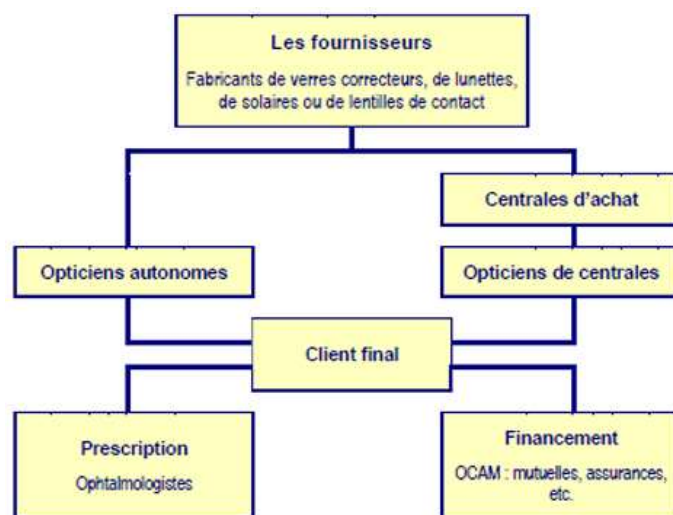 Les fournisseurs
Fabricants de verres correcteurs, de lunettes,
de solaires ou de lentilles de contact
Centrales d'achat
Opticiens autonomes
Opticiens de centrales
Client final
Prescription
Ophtalmologistes
Financement
OCAM : mutuelles, assurances,
etc.